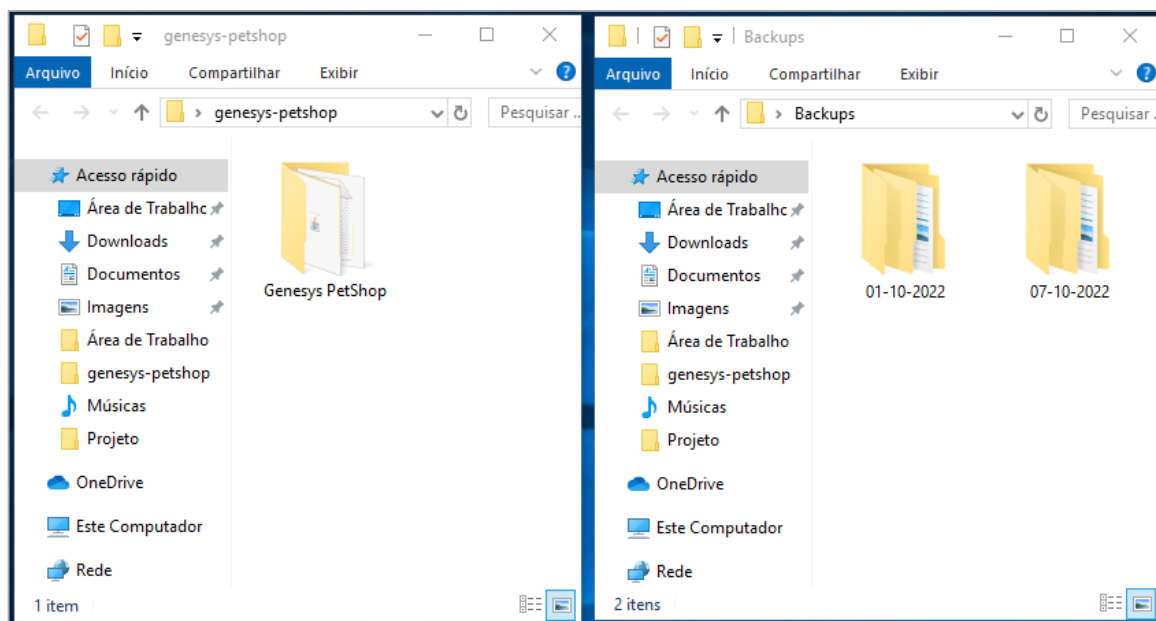 genesys-petshop
Arquivo Início Compartilhar Exibir
genesys-petshop Pesquisar ...
Acesso rápido
Área de Trabalhc
Downloads
Documentos
Imagens
Área de Trabalho
genesys-petshop
Músicas
Projeto
OneDrive
Este Computador
Rede
Genesys PetShop
1 item
Backups
Arquivo Início Compartilhar Exibir
Backups Pesquisar .
Acesso rápido
Área de Trabalhc
Downloads
Documentos
Imagens
Área de Trabalho
genesys-petshop
Músicas
Projeto
OneDrive
Este Computador
Rede
01-10-2022 07-10-2022
2 itens